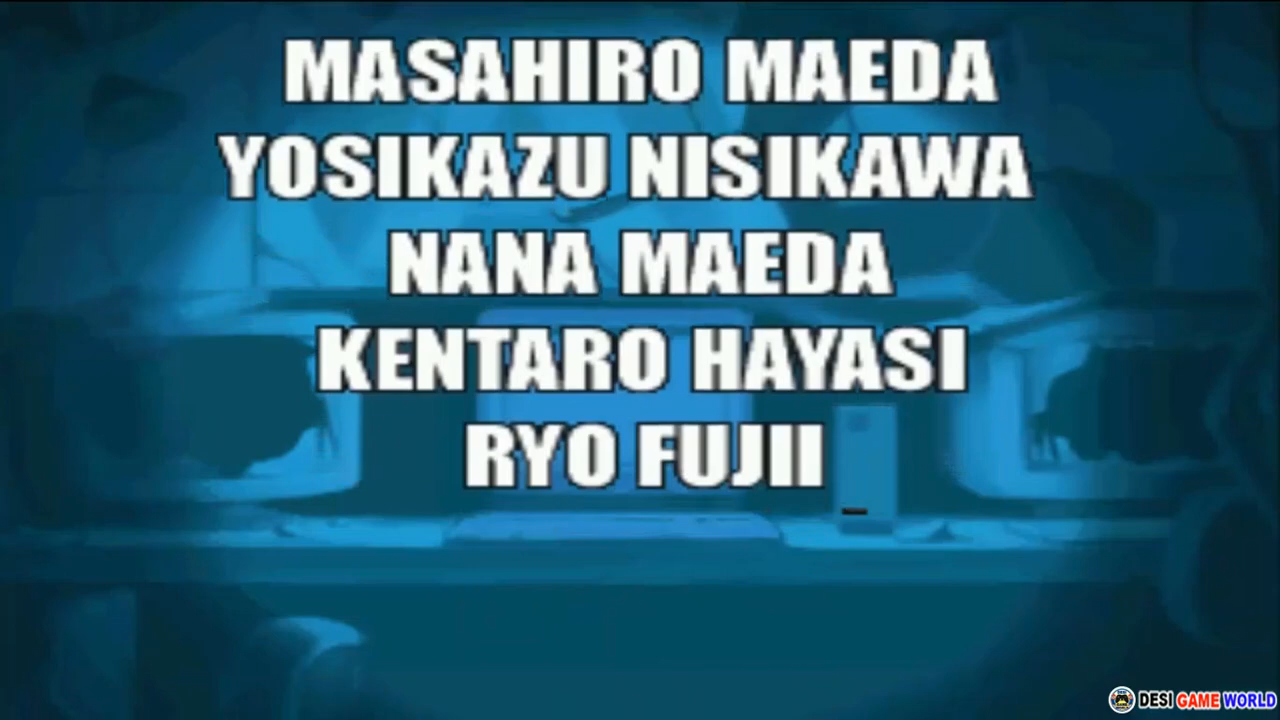 MASAHIRO MAEDA
YOSIKAZU NISIKAWA
NANA MAEDA
KENTARO HAYASI
RYO FUJII
DESI GAME WORLD